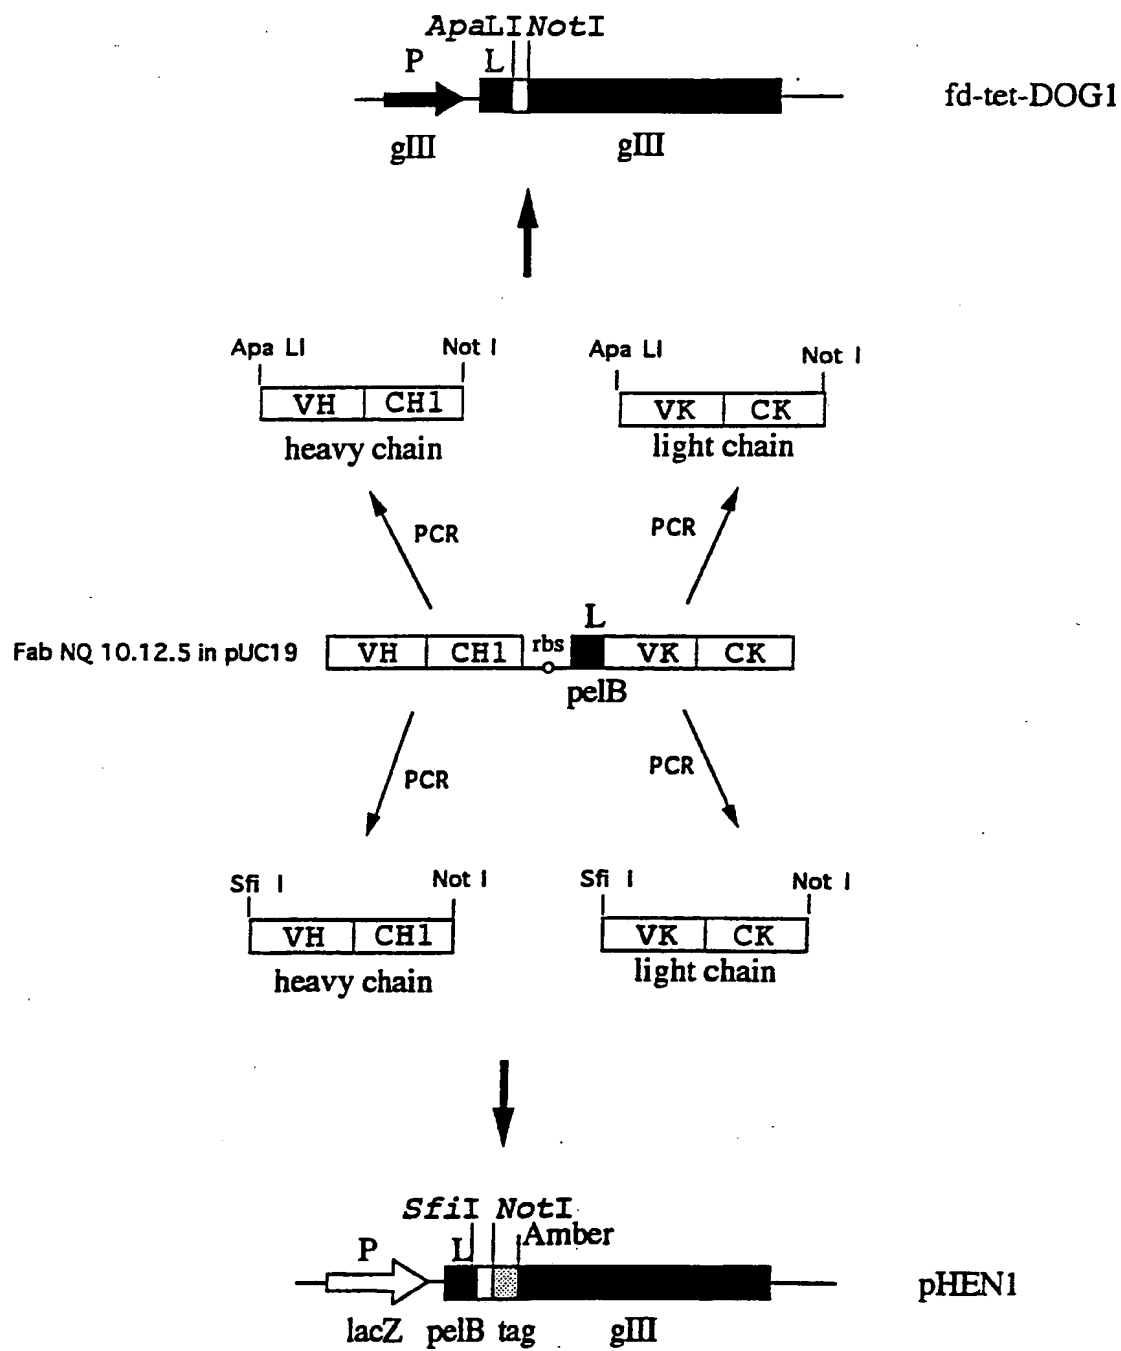 ApaLI NotI
P L
fd-tet-DOG1
gIII gIII
Apa LI Not I Apa LI Not I
VH CH1 VK CK
heavy chain light chain
PCR PCR
L
Fab NQ 10.12.5 in pUC19 VH CH1 rbs VK CK
pelB
PCR PCR
Sfi I Not I Sfi I Not I
VH CH1 VK CK
heavy chain light chain
SfiI NotI
P L Amber
pHEN1
lacZ pelB tag gIII